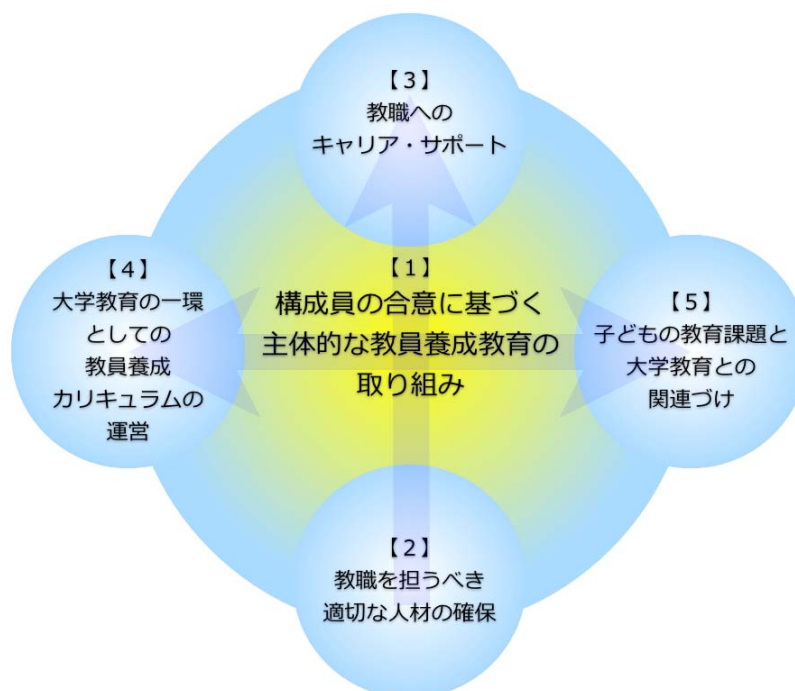 【３】
教職への
キャリア・サポート
【４】
大学教育の一環
としての
教員養成
カリキュラムの
運営
【１】
構成員の合意に基づく
主体的な教員養成教育の
取り組み
【５】
子どもの教育課題と
大学教育との
関連づけ
【２】
教職を担うべき
適切な人材の確保